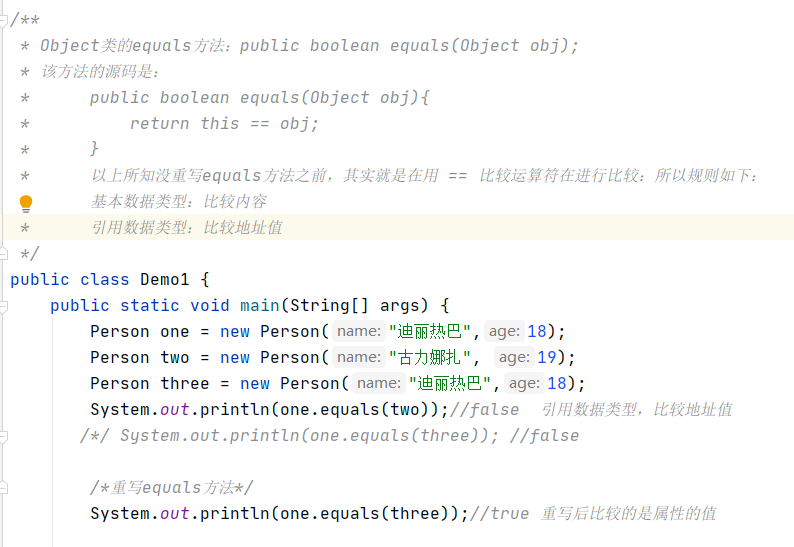 /**
* Object类的equals方法：public boolean equals(Object obj);
* 该方法的源码是：
* public boolean equals(Object obj){
* return this == obj;
* }
* 以上所知没重写equals方法之前，其实就是在用 == 比较运算符在进行比较：所以规则如下：
基本数据类型：比较内容
* 引用数据类型：比较地址值
*/
public class Demo1 {
public static void main(String[] args) {
Person one = new Person( name: "迪丽热巴", age: 18);
Person two = new Person( name: "古力娜扎", age: 19);
Person three = new Person( name: "迪丽热巴", age: 18);
System.out.println(one.equals(two));//false 引用数据类型，比较地址值
/*/ System.out.println(one.equals(three)); //false
/*重写equals方法*/
System.out.println(one.equals(three));//true 重写后比较的是属性的值